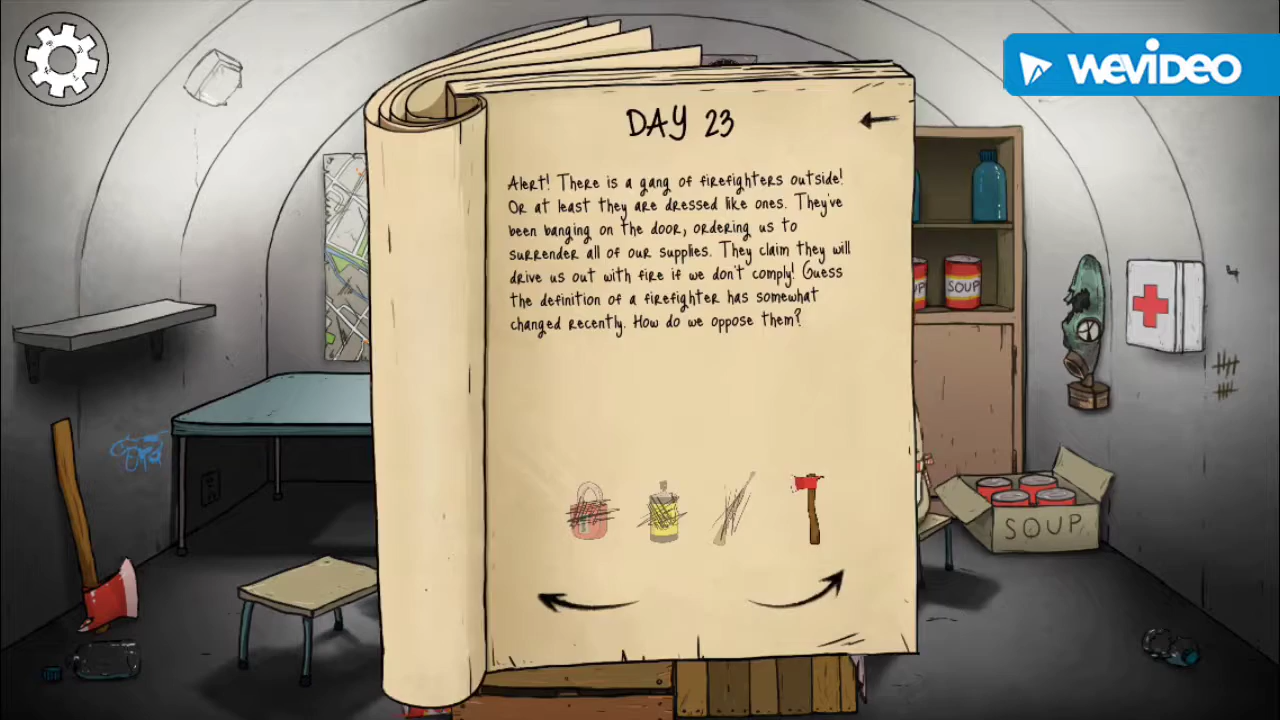 WEVIDEO
DAY 23
Alert! There is a gang of firefighters outside!
Or at least they are dressed like ones. They've
been banging on the door, ordering us to
surrender all of our supplies. They claim they will
drive us out with fire if we don't comply! Guess
the definition of a firefighter has somewhat
changed recently. How do we oppose them?
SOUP
SOUP